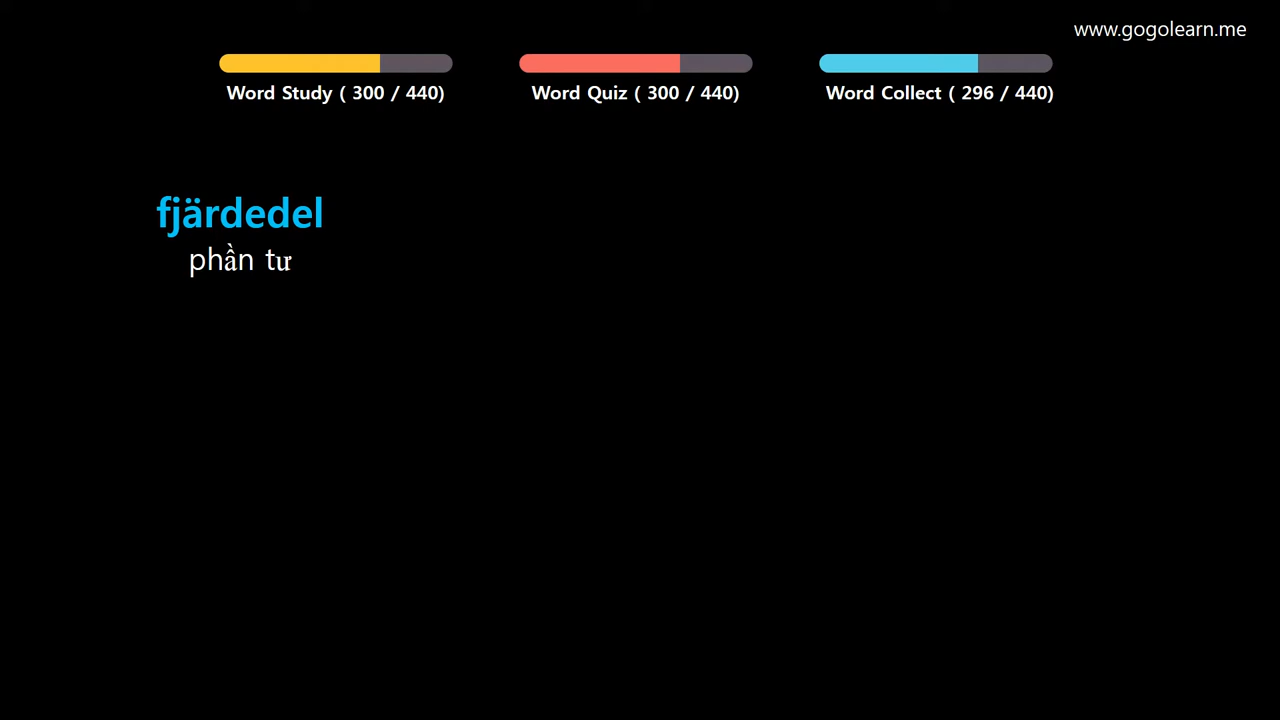 www.gogolearn.me
Word Study ( 300 / 440)
Word Quiz ( 300 / 440)
Word Collect ( 296 / 440)
fjärdedel
phần tư